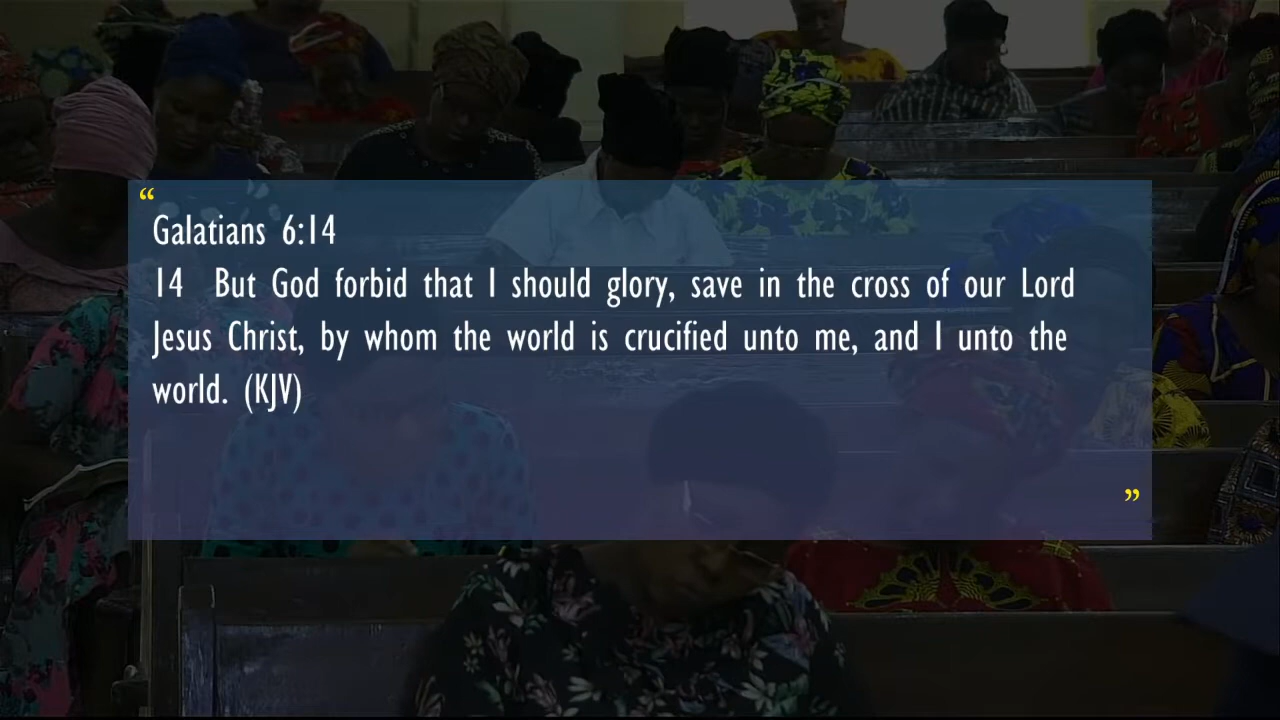 “
Galatians 6:14
14 But God forbid that I should glory, save in the cross of our Lord
Jesus Christ, by whom the world is crucified unto me, and I unto the
world. (KJV)
”